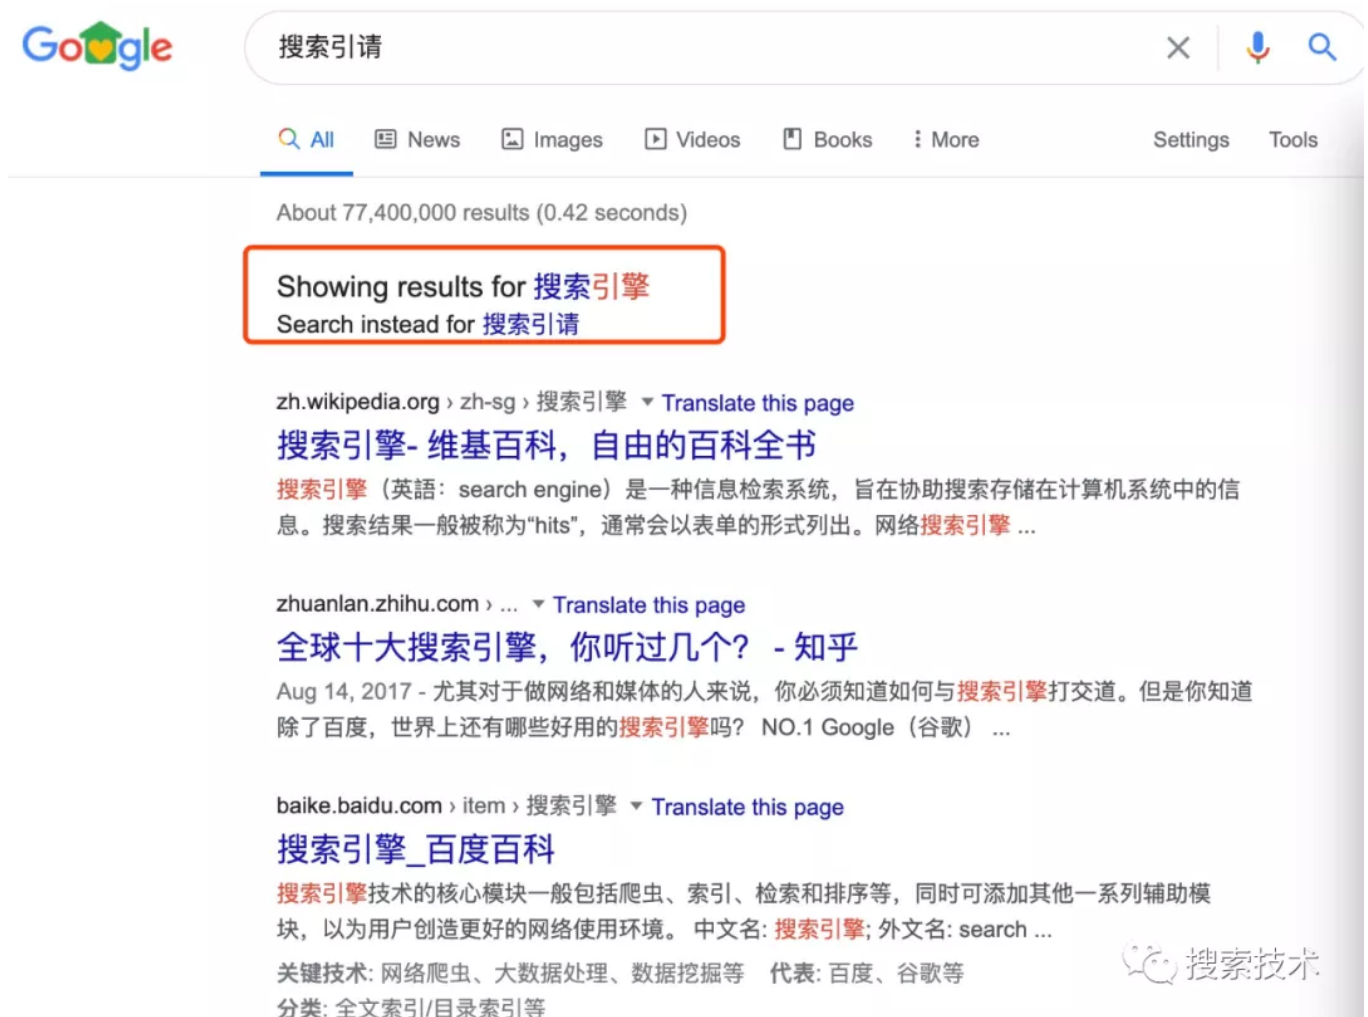 Google
搜索引请
All News Images Videos Books More Settings Tools
About 77,400,000 results (0.42 seconds)
Showing results for 搜索引擎
Search instead for 搜索引请
zh.wikipedia.org › zh-sg › 搜索引擎 Translate this page
搜索引擎- 维基百科，自由的百科全书
搜索引擎（英語：search engine）是一种信息检索系统，旨在协助搜索存储在计算机系统中的信
息。搜索结果一般被称为“hits”，通常会以表单的形式列出。网络搜索引擎 ...
zhuanlan.zhihu.com › ... Translate this page
全球十大搜索引擎，你听过几个？ - 知乎
Aug 14, 2017 - 尤其对于做网络和媒体的人来说，你必须知道如何与搜索引擎打交道。但是你知道
除了百度，世界上还有哪些好用的搜索引擎吗？ NO.1 Google（谷歌） ...
baike.baidu.com › item › 搜索引擎 Translate this page
搜索引擎_百度百科
搜索引擎技术的核心模块一般包括爬虫、索引、检索和排序等，同时可添加其他一系列辅助模
块，以为用户创造更好的网络使用环境。 中文名: 搜索引擎; 外文名: search ...
关键技术: 网络爬虫、大数据处理、数据挖掘等 代表: 百度、谷歌等
分类: 全文索引/目录索引等
搜索技术